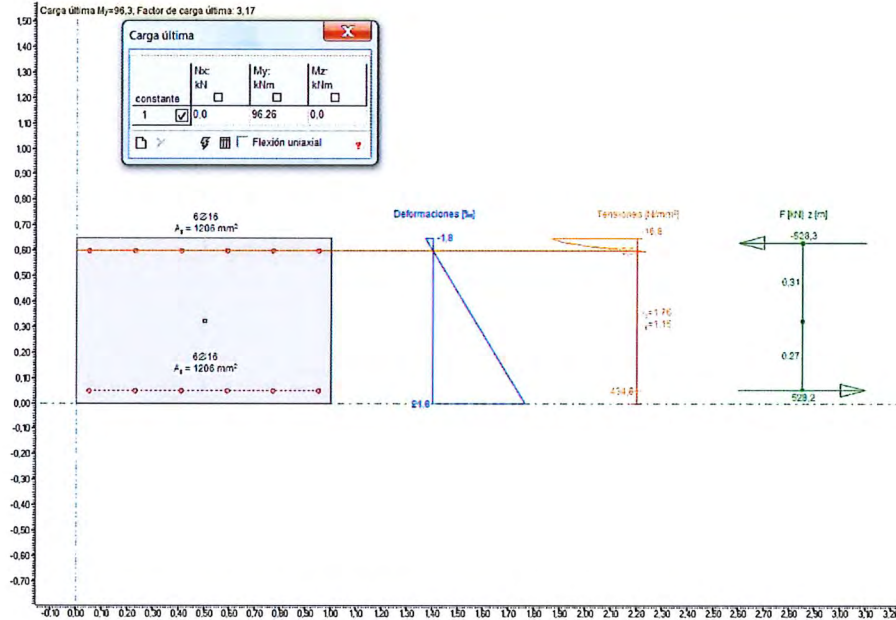 Carga última My=96,3, Factor de carga última: 3,17
Carga última
Nx: My: Mz:
kN kNm kNm
constante
1 0,0 96.26 0,0
Flexión uniaxial ?
6∅16
As = 1206 mm²
6∅16
As = 1206 mm²
Deformaciones [‰]
-1,8
21,8
Tensiones [N/mm²]
434,8
F [kN] z [m]
-528,3
0,31
0,27
528,2
1,50
1,40
1,30
1,20
1,10
1,00
0,90
0,80
0,70
0,60
0,50
0,40
0,30
0,20
0,10
0,00
-0,10
-0,20
-0,30
-0,40
-0,50
-0,60
-0,70
-0,10 0,00 0,10 0,20 0,30 0,40 0,50 0,60 0,70 0,80 0,90 1,00 1,10 1,20 1,30 1,40 1,50 1,60 1,70 1,80 1,90 2,00 2,10 2,20 2,30 2,40 2,50 2,60 2,70 2,80 2,90 3,00 3,10 3,20